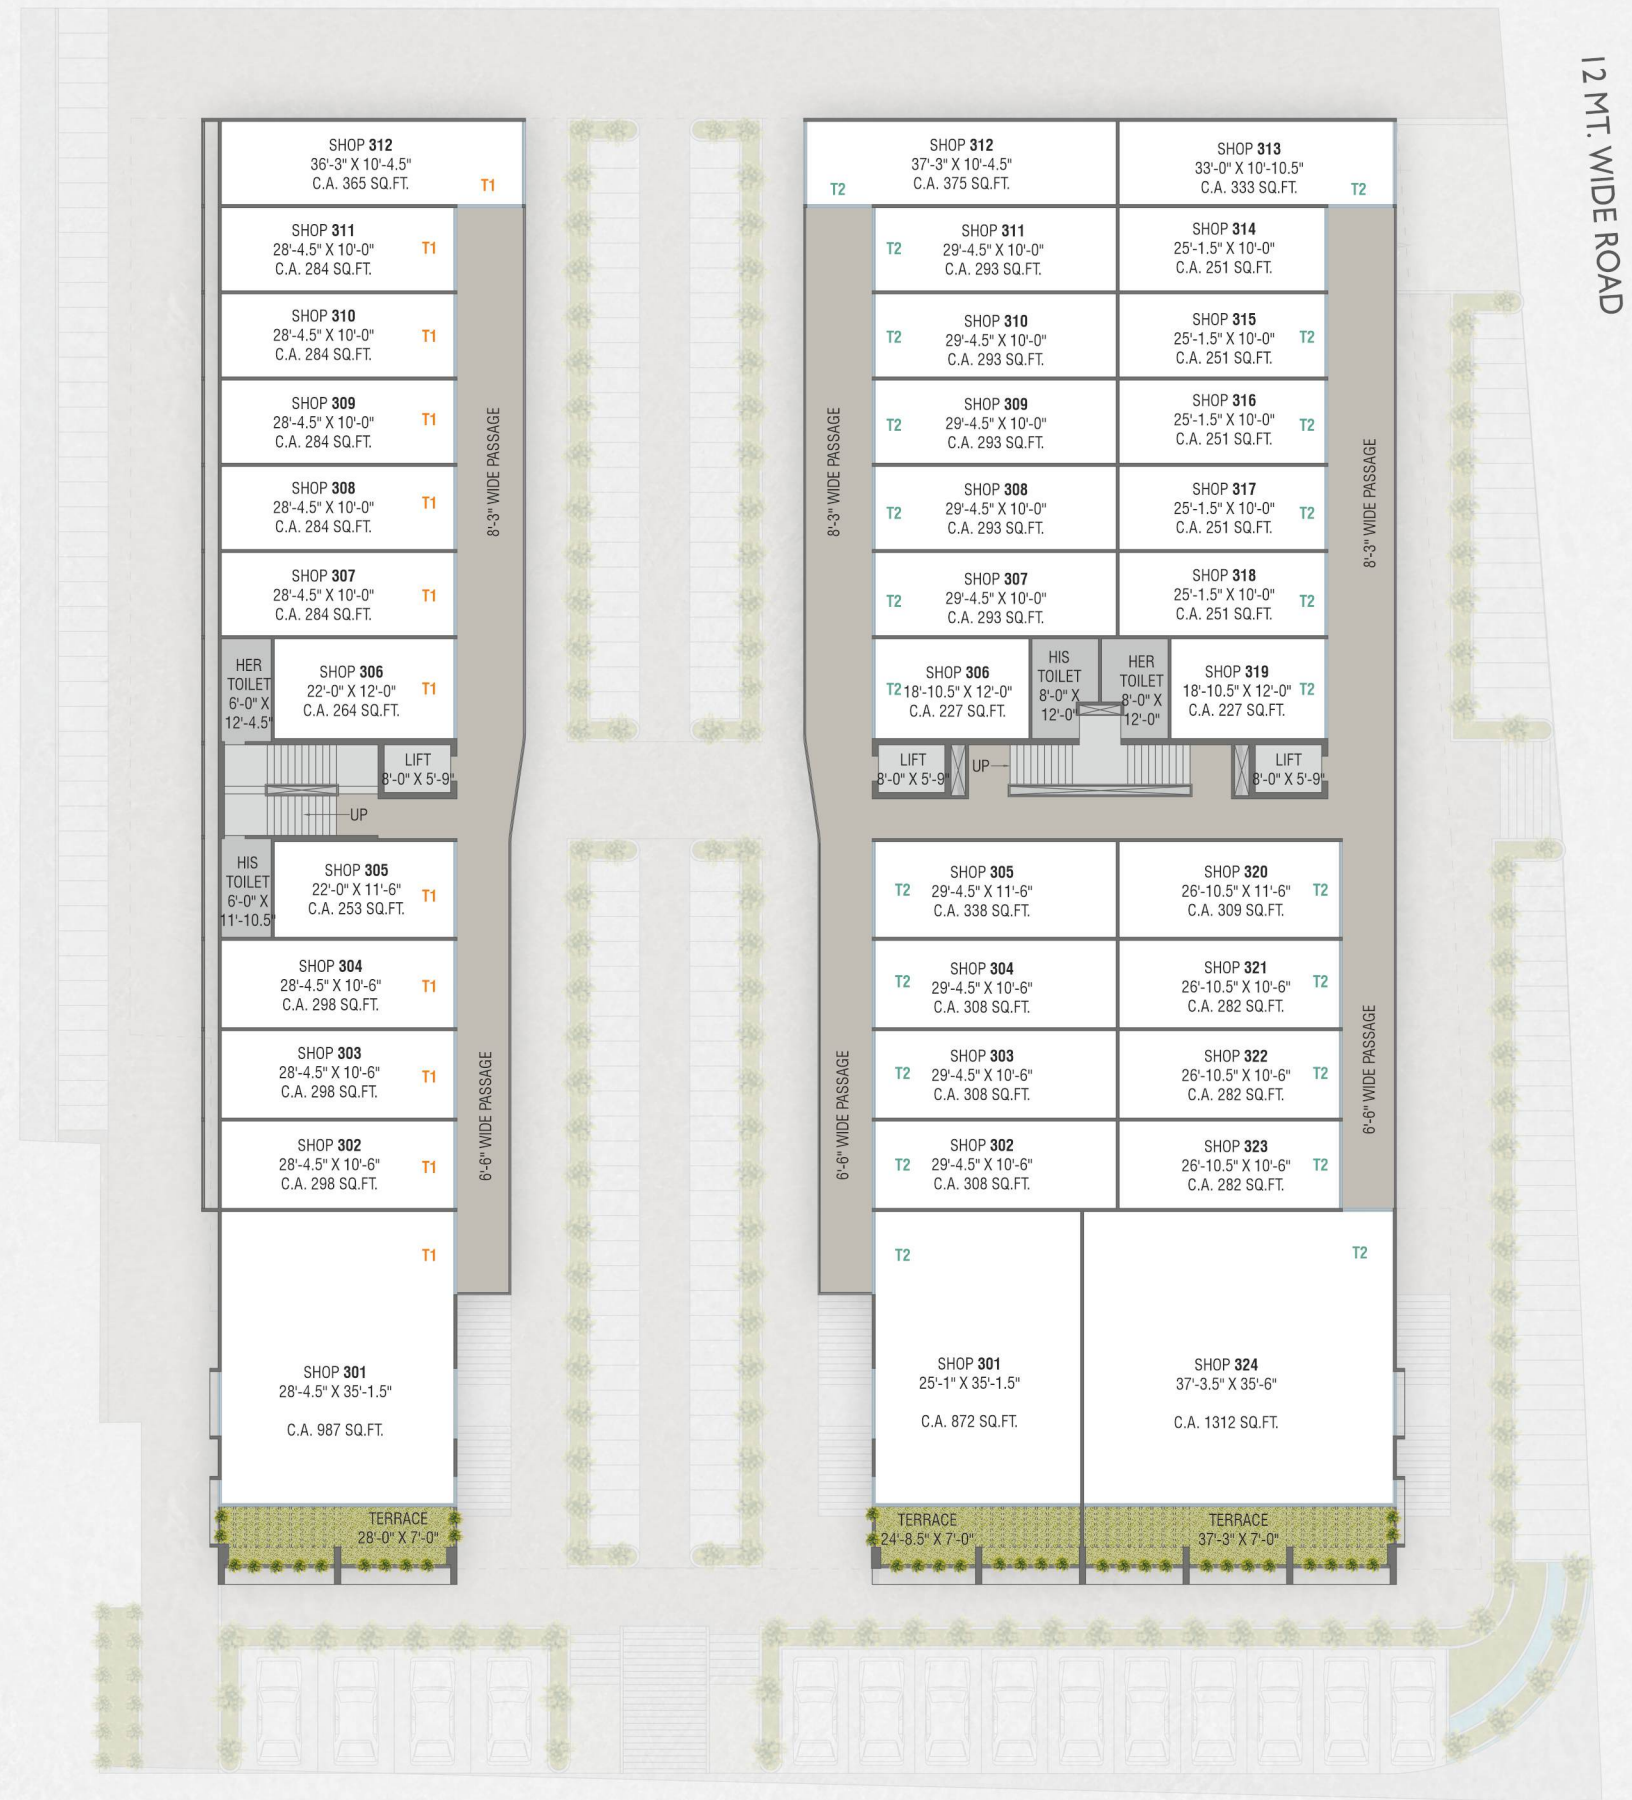 12 MT. WIDE ROAD
SHOP 312
36'-3" X 10'-4.5"
C.A. 365 SQ.FT.
T1
SHOP 311
28'-4.5" X 10'-0"
C.A. 284 SQ.FT.
T1
SHOP 310
28'-4.5" X 10'-0"
C.A. 284 SQ.FT.
T1
SHOP 309
28'-4.5" X 10'-0"
C.A. 284 SQ.FT.
T1
SHOP 308
28'-4.5" X 10'-0"
C.A. 284 SQ.FT.
T1
SHOP 307
28'-4.5" X 10'-0"
C.A. 284 SQ.FT.
T1
8'-3" WIDE PASSAGE
HER
TOILET
6'-0" X
12'-4.5"
SHOP 306
22'-0" X 12'-0"
C.A. 264 SQ.FT.
T1
LIFT
8'-0" X 5'-9"
UP
HIS
TOILET
6'-0" X
11'-10.5"
SHOP 305
22'-0" X 11'-6"
C.A. 253 SQ.FT.
T1
SHOP 304
28'-4.5" X 10'-6"
C.A. 298 SQ.FT.
T1
SHOP 303
28'-4.5" X 10'-6"
C.A. 298 SQ.FT.
T1
SHOP 302
28'-4.5" X 10'-6"
C.A. 298 SQ.FT.
T1
6'-6" WIDE PASSAGE
T1
SHOP 301
28'-4.5" X 35'-1.5"
C.A. 987 SQ.FT.
TERRACE
28'-0" X 7'-0"
SHOP 312
37'-3" X 10'-4.5"
C.A. 375 SQ.FT.
T2
SHOP 313
33'-0" X 10'-10.5"
C.A. 333 SQ.FT.
T2
T2
SHOP 311
29'-4.5" X 10'-0"
C.A. 293 SQ.FT.
SHOP 314
25'-1.5" X 10'-0"
C.A. 251 SQ.FT.
T2
SHOP 310
29'-4.5" X 10'-0"
C.A. 293 SQ.FT.
SHOP 315
25'-1.5" X 10'-0"
C.A. 251 SQ.FT.
T2
T2
SHOP 309
29'-4.5" X 10'-0"
C.A. 293 SQ.FT.
SHOP 316
25'-1.5" X 10'-0"
C.A. 251 SQ.FT.
T2
T2
SHOP 308
29'-4.5" X 10'-0"
C.A. 293 SQ.FT.
SHOP 317
25'-1.5" X 10'-0"
C.A. 251 SQ.FT.
T2
T2
SHOP 307
29'-4.5" X 10'-0"
C.A. 293 SQ.FT.
SHOP 318
25'-1.5" X 10'-0"
C.A. 251 SQ.FT.
T2
8'-3" WIDE PASSAGE
8'-3" WIDE PASSAGE
T2
SHOP 306
18'-10.5" X 12'-0"
C.A. 227 SQ.FT.
HIS
TOILET
8'-0" X
12'-0"
HER
TOILET
8'-0" X
12'-0"
SHOP 319
18'-10.5" X 12'-0"
C.A. 227 SQ.FT.
T2
LIFT
8'-0" X 5'-9"
UP
LIFT
8'-0" X 5'-9"
T2
SHOP 305
29'-4.5" X 11'-6"
C.A. 338 SQ.FT.
SHOP 320
26'-10.5" X 11'-6"
C.A. 309 SQ.FT.
T2
T2
SHOP 304
29'-4.5" X 10'-6"
C.A. 308 SQ.FT.
SHOP 321
26'-10.5" X 10'-6"
C.A. 282 SQ.FT.
T2
T2
SHOP 303
29'-4.5" X 10'-6"
C.A. 308 SQ.FT.
SHOP 322
26'-10.5" X 10'-6"
C.A. 282 SQ.FT.
T2
T2
SHOP 302
29'-4.5" X 10'-6"
C.A. 308 SQ.FT.
SHOP 323
26'-10.5" X 10'-6"
C.A. 282 SQ.FT.
T2
6'-6" WIDE PASSAGE
6'-6" WIDE PASSAGE
T2
SHOP 301
25'-1" X 35'-1.5"
C.A. 872 SQ.FT.
T2
SHOP 324
37'-3.5" X 35'-6"
C.A. 1312 SQ.FT.
TERRACE
24'-8.5" X 7'-0"
TERRACE
37'-3" X 7'-0"